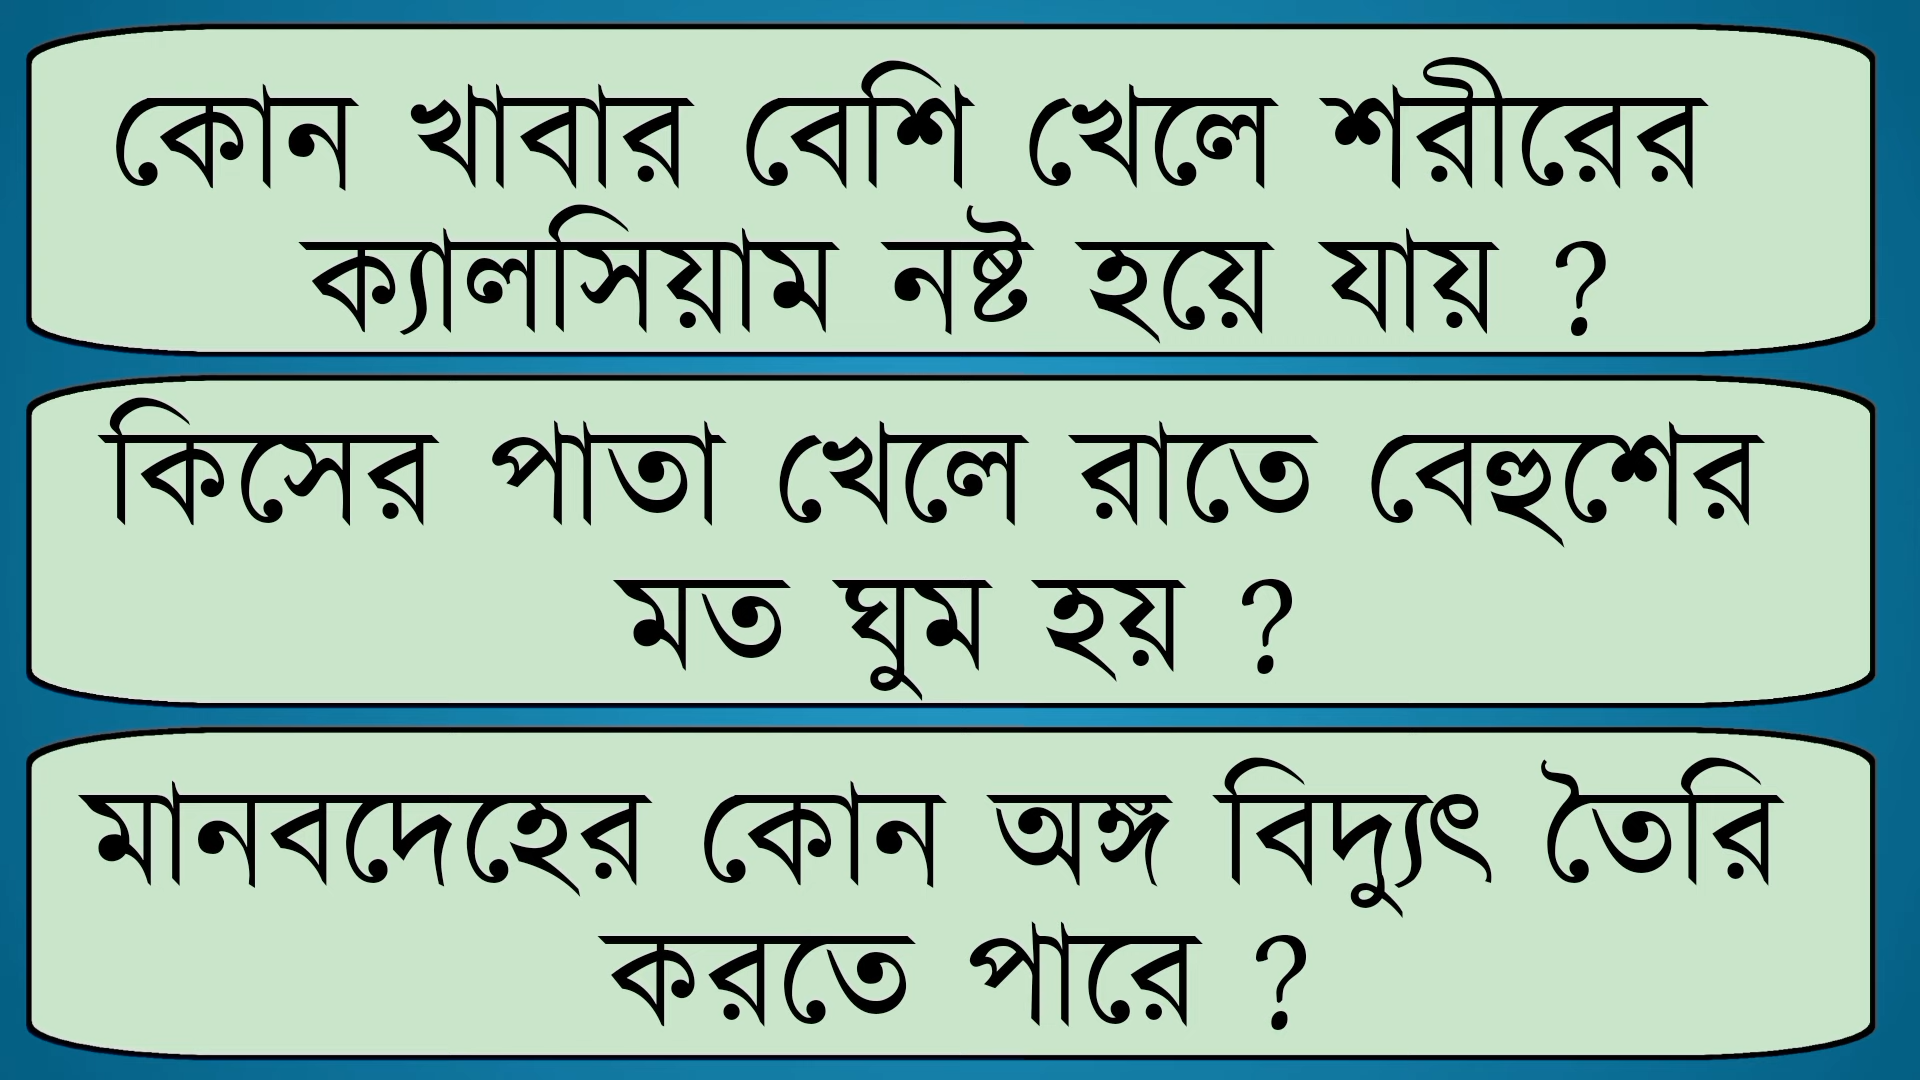 কোন খাবার বেশি খেলে শরীরের
ক্যালসিয়াম নষ্ট হয়ে যায় ?
কিসের পাতা খেলে রাতে বেহুশের
মত ঘুম হয় ?
মানবদেহের কোন অঙ্গ বিদ্যুৎ তৈরি
করতে পারে ?